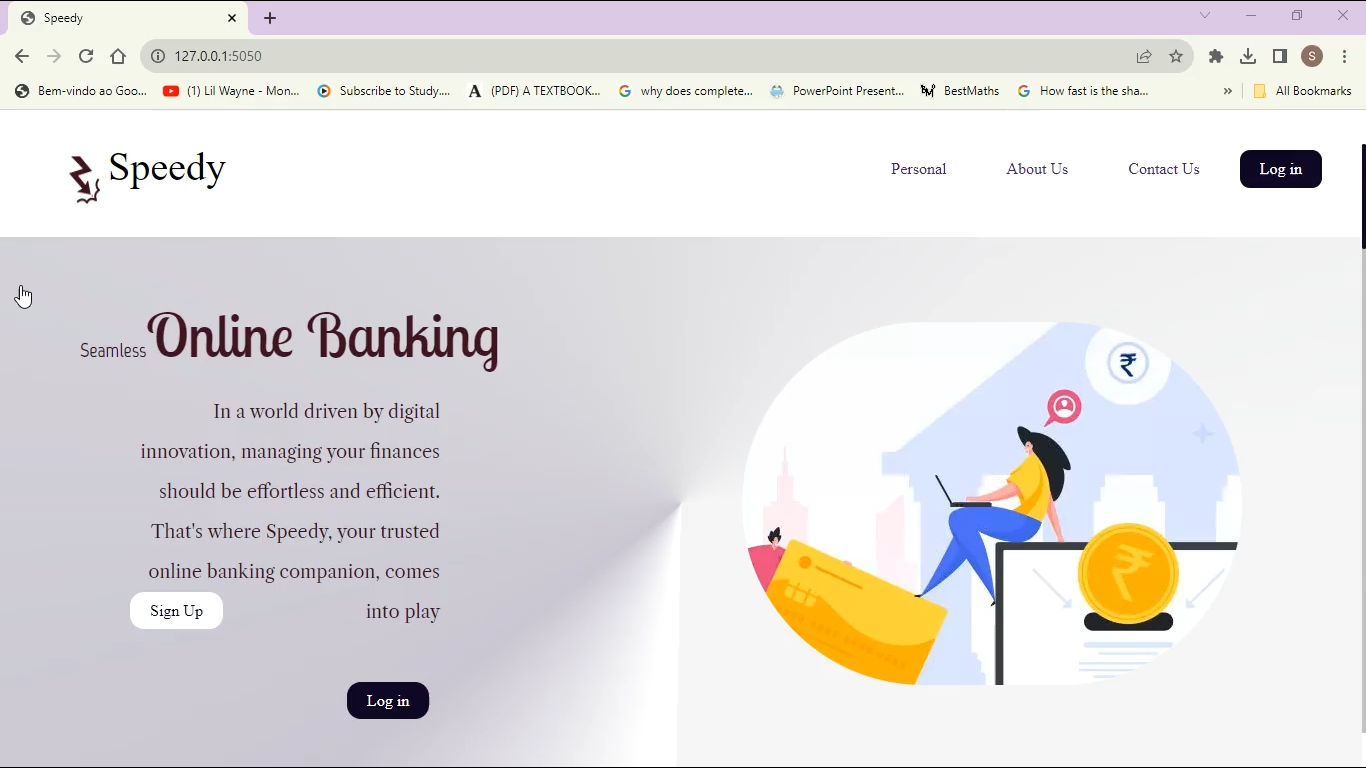 Speedy
127.0.0.1:5050
S
Bem-vindo ao Goo...
(1) Lil Wayne - Mon...
Subscribe to Study....
A (PDF) A TEXTBOOK...
why does complete...
PowerPoint Present...
BestMaths
How fast is the sha...
» All Bookmarks
Speedy
Personal
About Us
Contact Us
Log in
Seamless Online Banking
In a world driven by digital
innovation, managing your finances
should be effortless and efficient.
That's where Speedy, your trusted
online banking companion, comes
into play
Sign Up
Log in
₹
₹